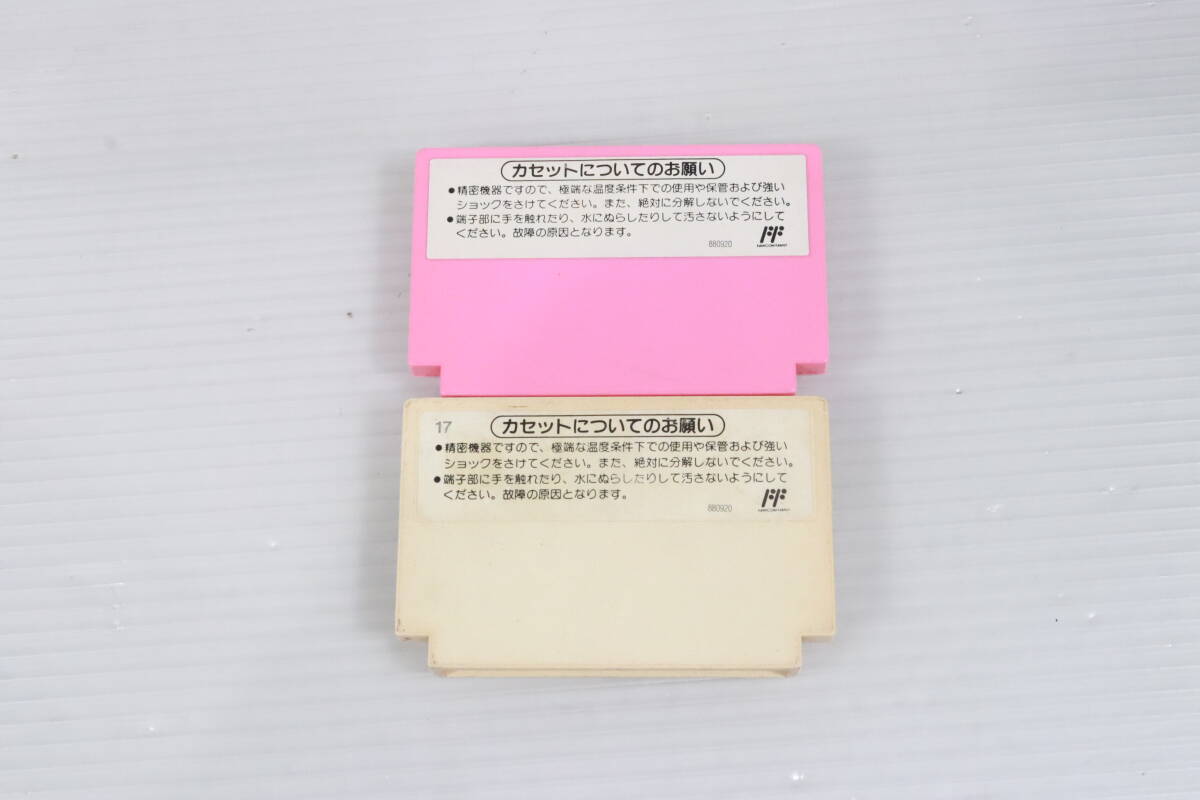 カセットについてのお願い
●精密機器ですので、極端な温度条件下での使用や保管および強い
ショックをさけてください。また、絶対に分解しないでください。
●端子部に手を触れたり、水にぬらしたりして汚さないようにして
ください。故障の原因となります。
880920
FF
17
カセットについてのお願い
●精密機器ですので、極端な温度条件下での使用や保管および強い
ショックをさけてください。また、絶対に分解しないでください。
●端子部に手を触れたり、水にぬらしたりして汚さないようにして
ください。故障の原因となります。
880920
FF